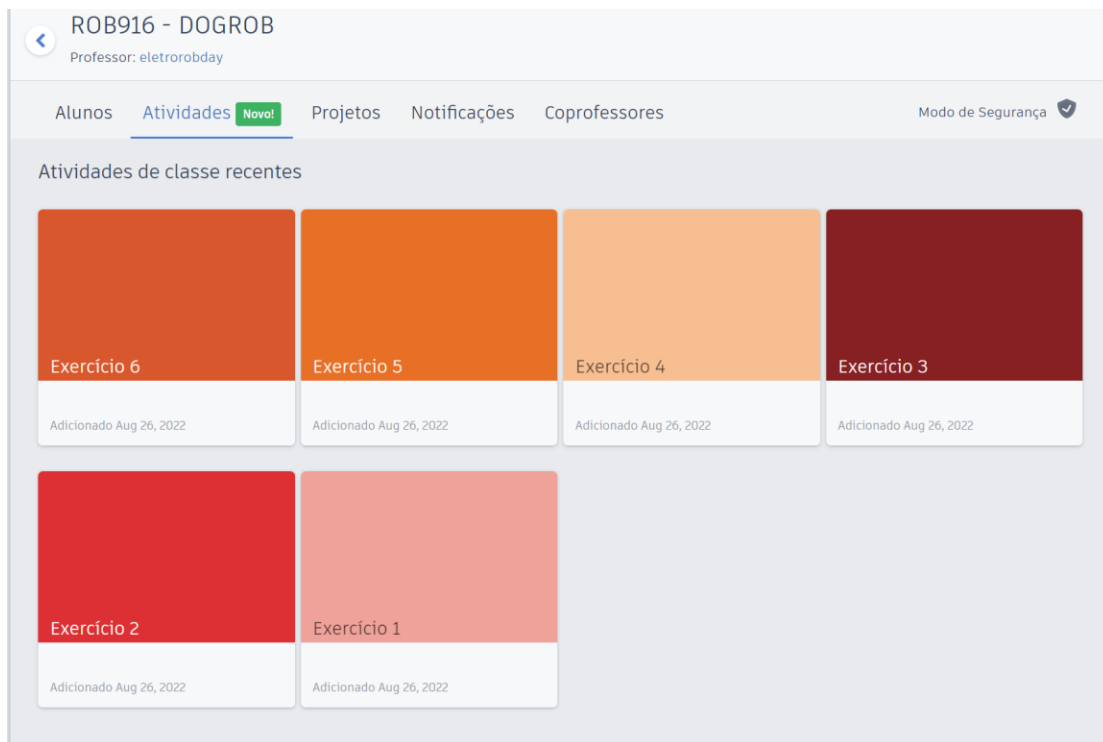 ROB916 - DOGROB
Professor: eletrorobday
Alunos Atividades Novo! Projetos Notificações Coprofessores Modo de Segurança
Atividades de classe recentes
Exercício 6 Exercício 5 Exercício 4 Exercício 3
Adicionado Aug 26, 2022 Adicionado Aug 26, 2022 Adicionado Aug 26, 2022 Adicionado Aug 26, 2022
Exercício 2 Exercício 1
Adicionado Aug 26, 2022 Adicionado Aug 26, 2022